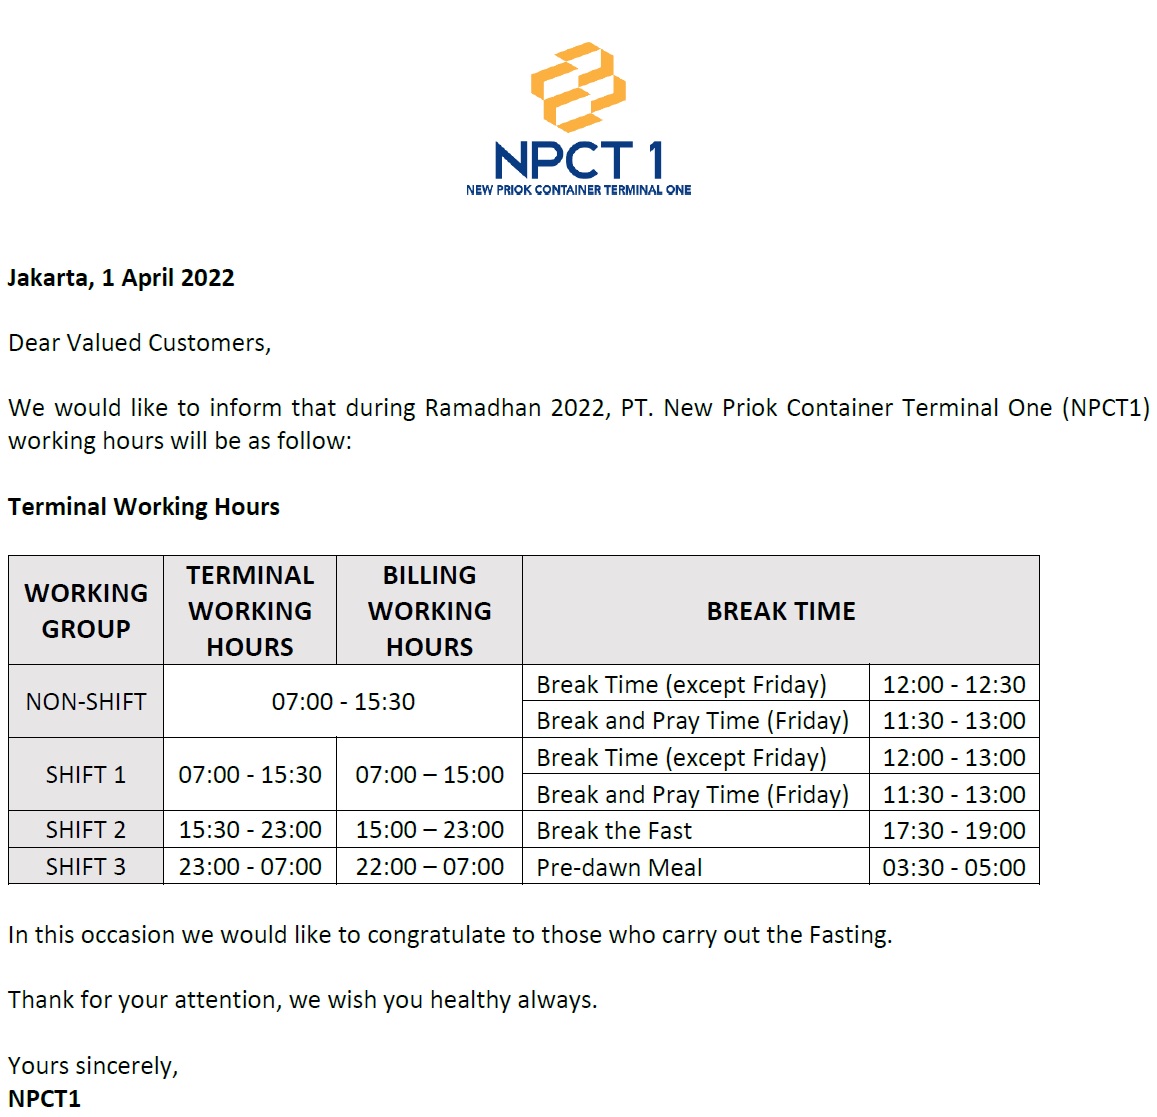 NPCT 1
NEW PRIOK CONTAINER TERMINAL ONE
Jakarta, 1 April 2022
Dear Valued Customers,
We would like to inform that during Ramadhan 2022, PT. New Priok Container Terminal One (NPCT1)
working hours will be as follow:
Terminal Working Hours
WORKING GROUP TERMINAL WORKING HOURS BILLING WORKING HOURS BREAK TIME
NON-SHIFT 07:00 - 15:30 Break Time (except Friday) 12:00 - 12:30
Break and Pray Time (Friday) 11:30 - 13:00
SHIFT 1 07:00 - 15:30 07:00 – 15:00 Break Time (except Friday) 12:00 - 13:00
Break and Pray Time (Friday) 11:30 - 13:00
SHIFT 2 15:30 - 23:00 15:00 – 23:00 Break the Fast 17:30 - 19:00
SHIFT 3 23:00 - 07:00 22:00 – 07:00 Pre-dawn Meal 03:30 - 05:00
In this occasion we would like to congratulate to those who carry out the Fasting.
Thank for your attention, we wish you healthy always.
Yours sincerely,
NPCT1